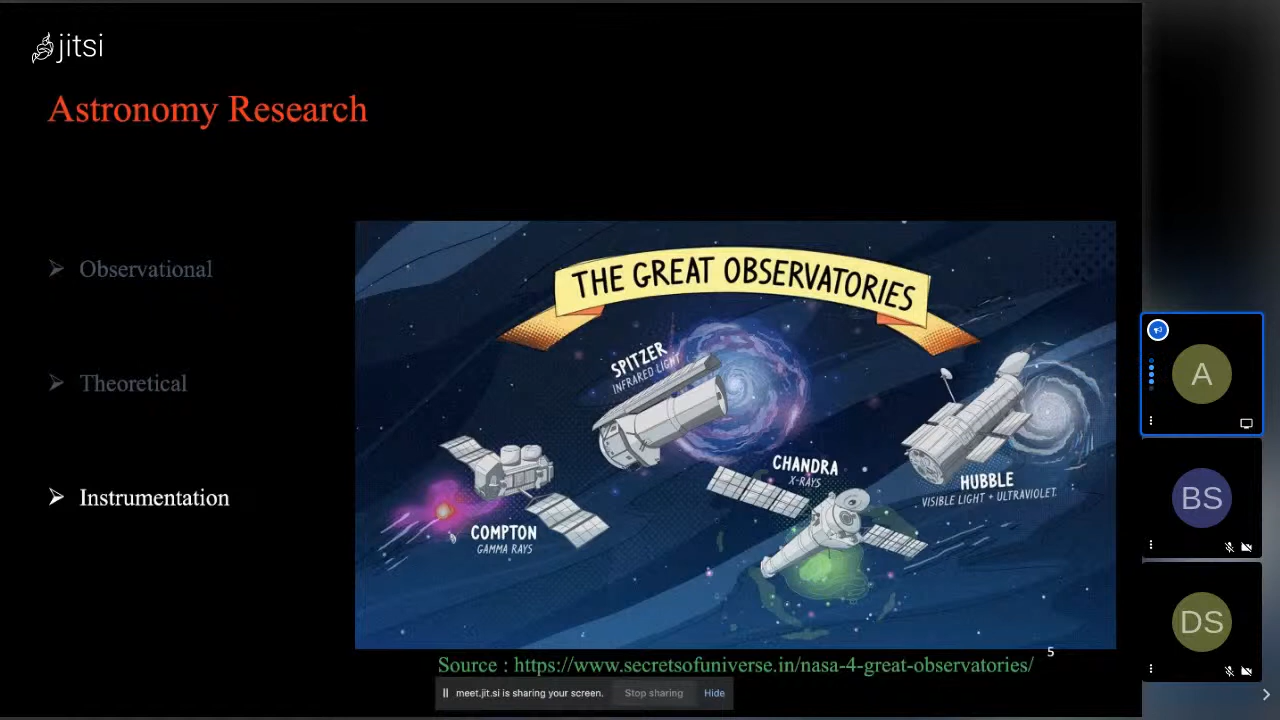 jitsi
Astronomy Research
Observational
Theoretical
Instrumentation
THE GREAT OBSERVATORIES
SPITZER
INFRARED LIGHT
COMPTON
GAMMA RAYS
CHANDRA
X-RAYS
HUBBLE
VISIBLE LIGHT + ULTRAVIOLET
5
Source : https://www.secretsofuniverse.in/nasa-4-great-observatories/
meet.jit.si is sharing your screen. Stop sharing Hide
A
BS
DS